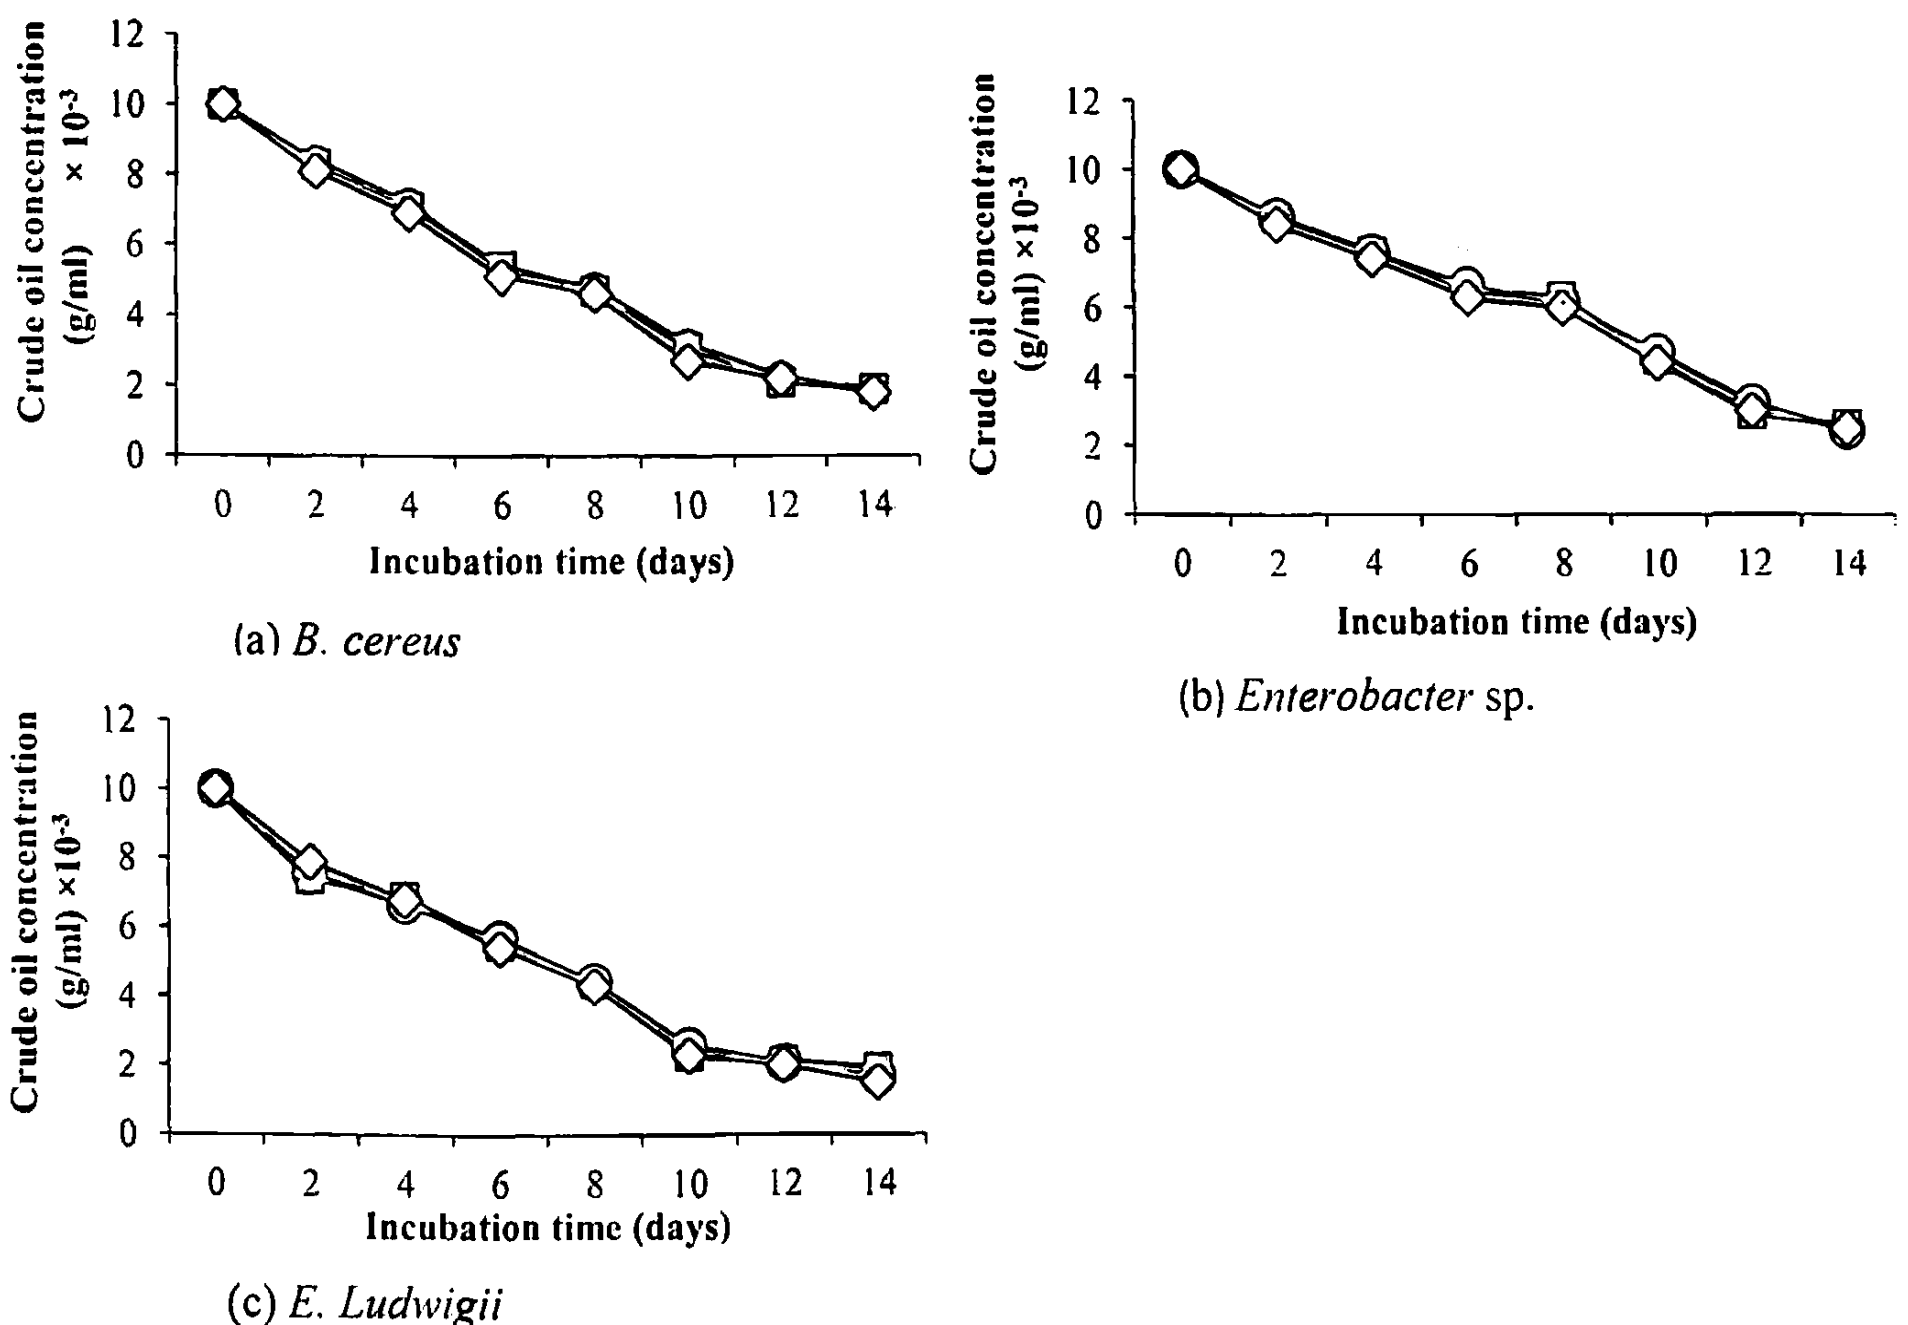 Crude oil concentration
(g/ml) × 10-3
12
10
8
6
4
2
0
0 2 4 6 8 10 12 14
Incubation time (days)
(a) B. cereus
Crude oil concentration
(g/ml) ×10-3
12
10
8
6
4
2
0
0 2 4 6 8 10 12 14
Incubation time (days)
(b) Enterobacter sp.
Crude oil concentration
(g/ml) ×10-3
12
10
8
6
4
2
0
0 2 4 6 8 10 12 14
Incubation time (days)
(c) E. Ludwigii